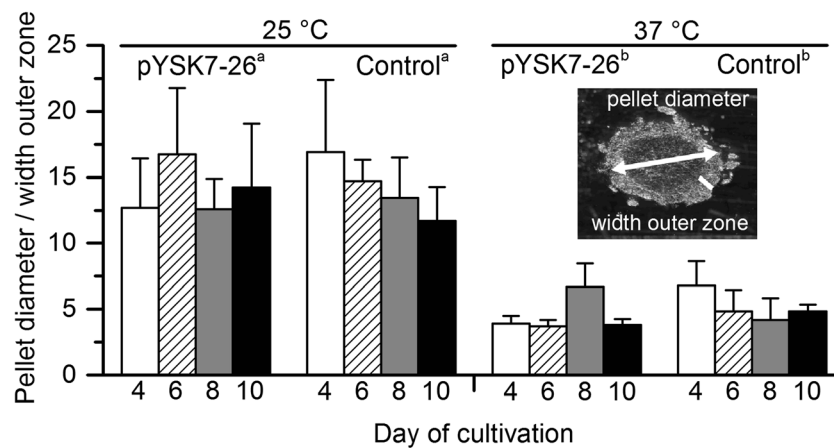 25 °C 37 °C
pYSK7-26ᵃ Controlᵃ pYSK7-26ᵇ Controlᵇ
Pellet diameter / width outer zone
25
20
15
10
5
0
pellet diameter
width outer zone
4 6 8 10 4 6 8 10 4 6 8 10 4 6 8 10
Day of cultivation